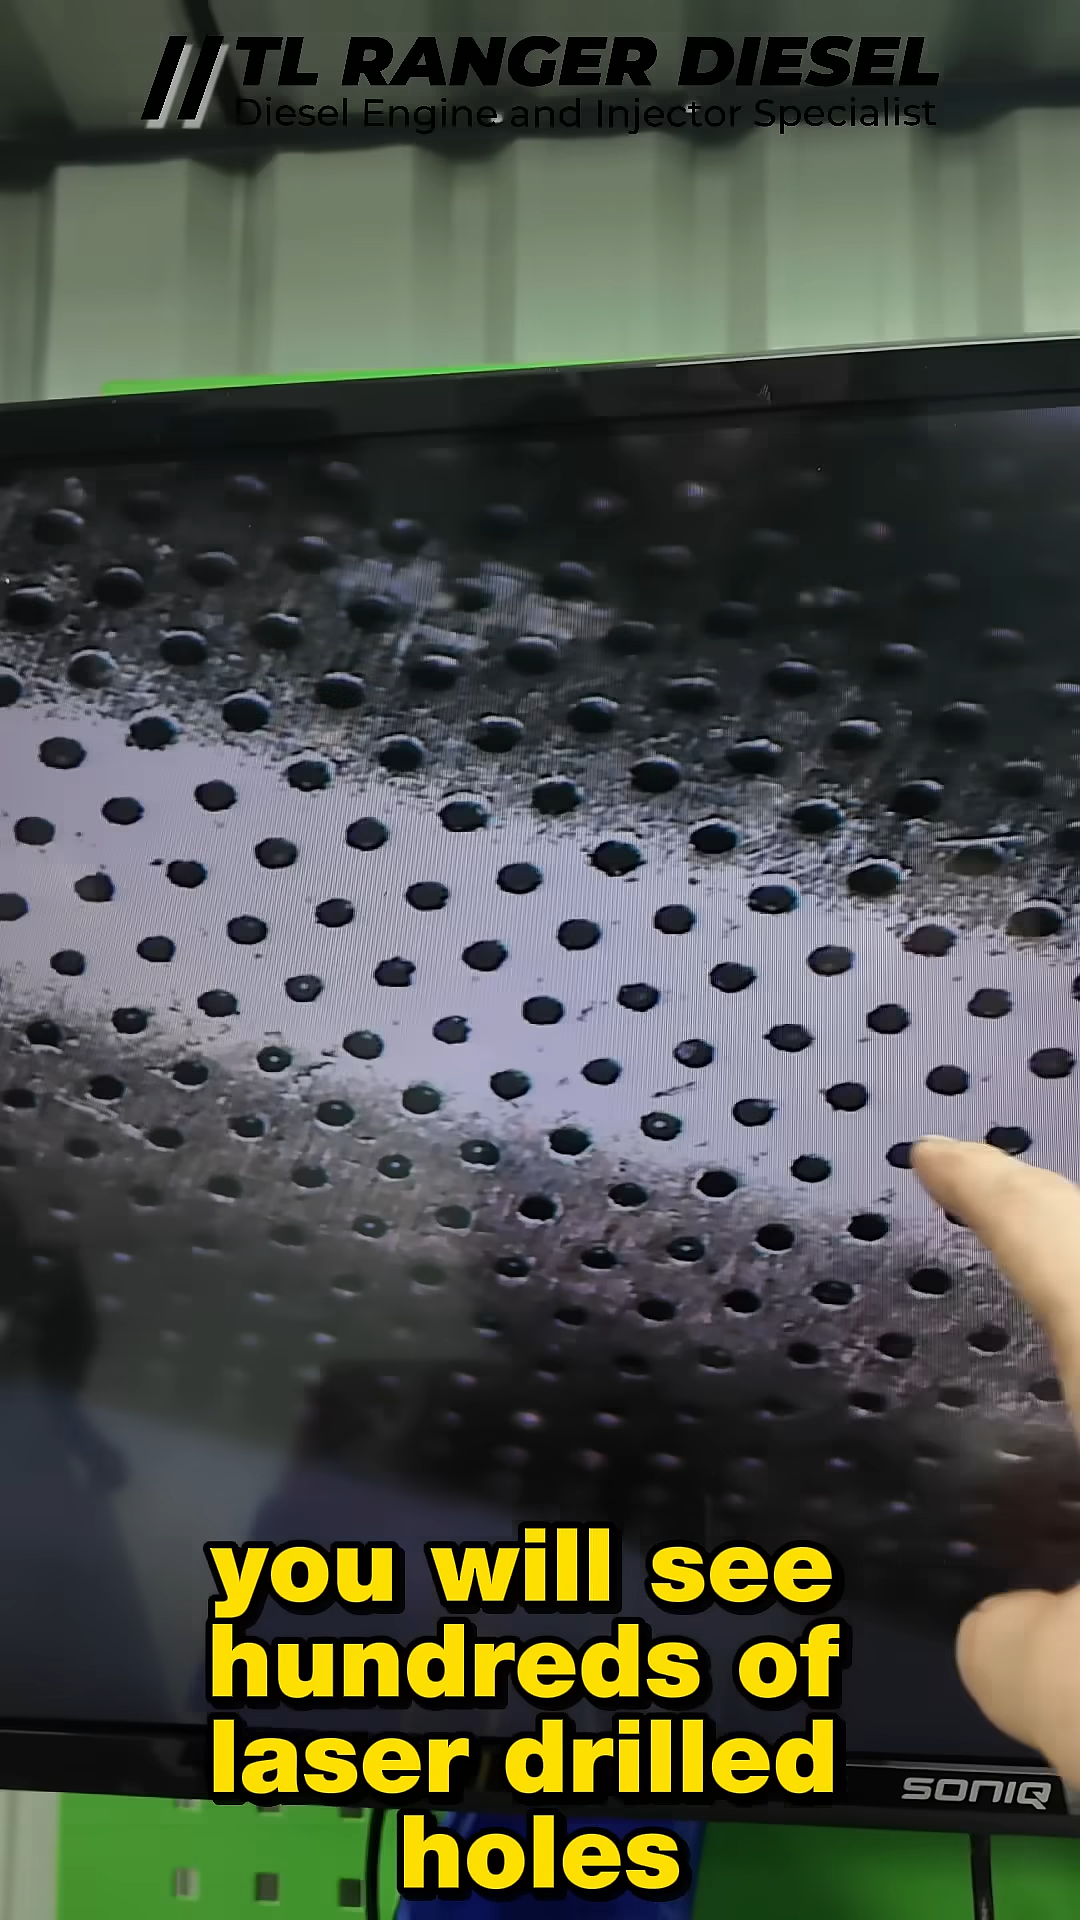 TL RANGER DIESEL
Diesel Engine and Injector Specialist
you will see
hundreds of
laser drilled
holes
SONIQ